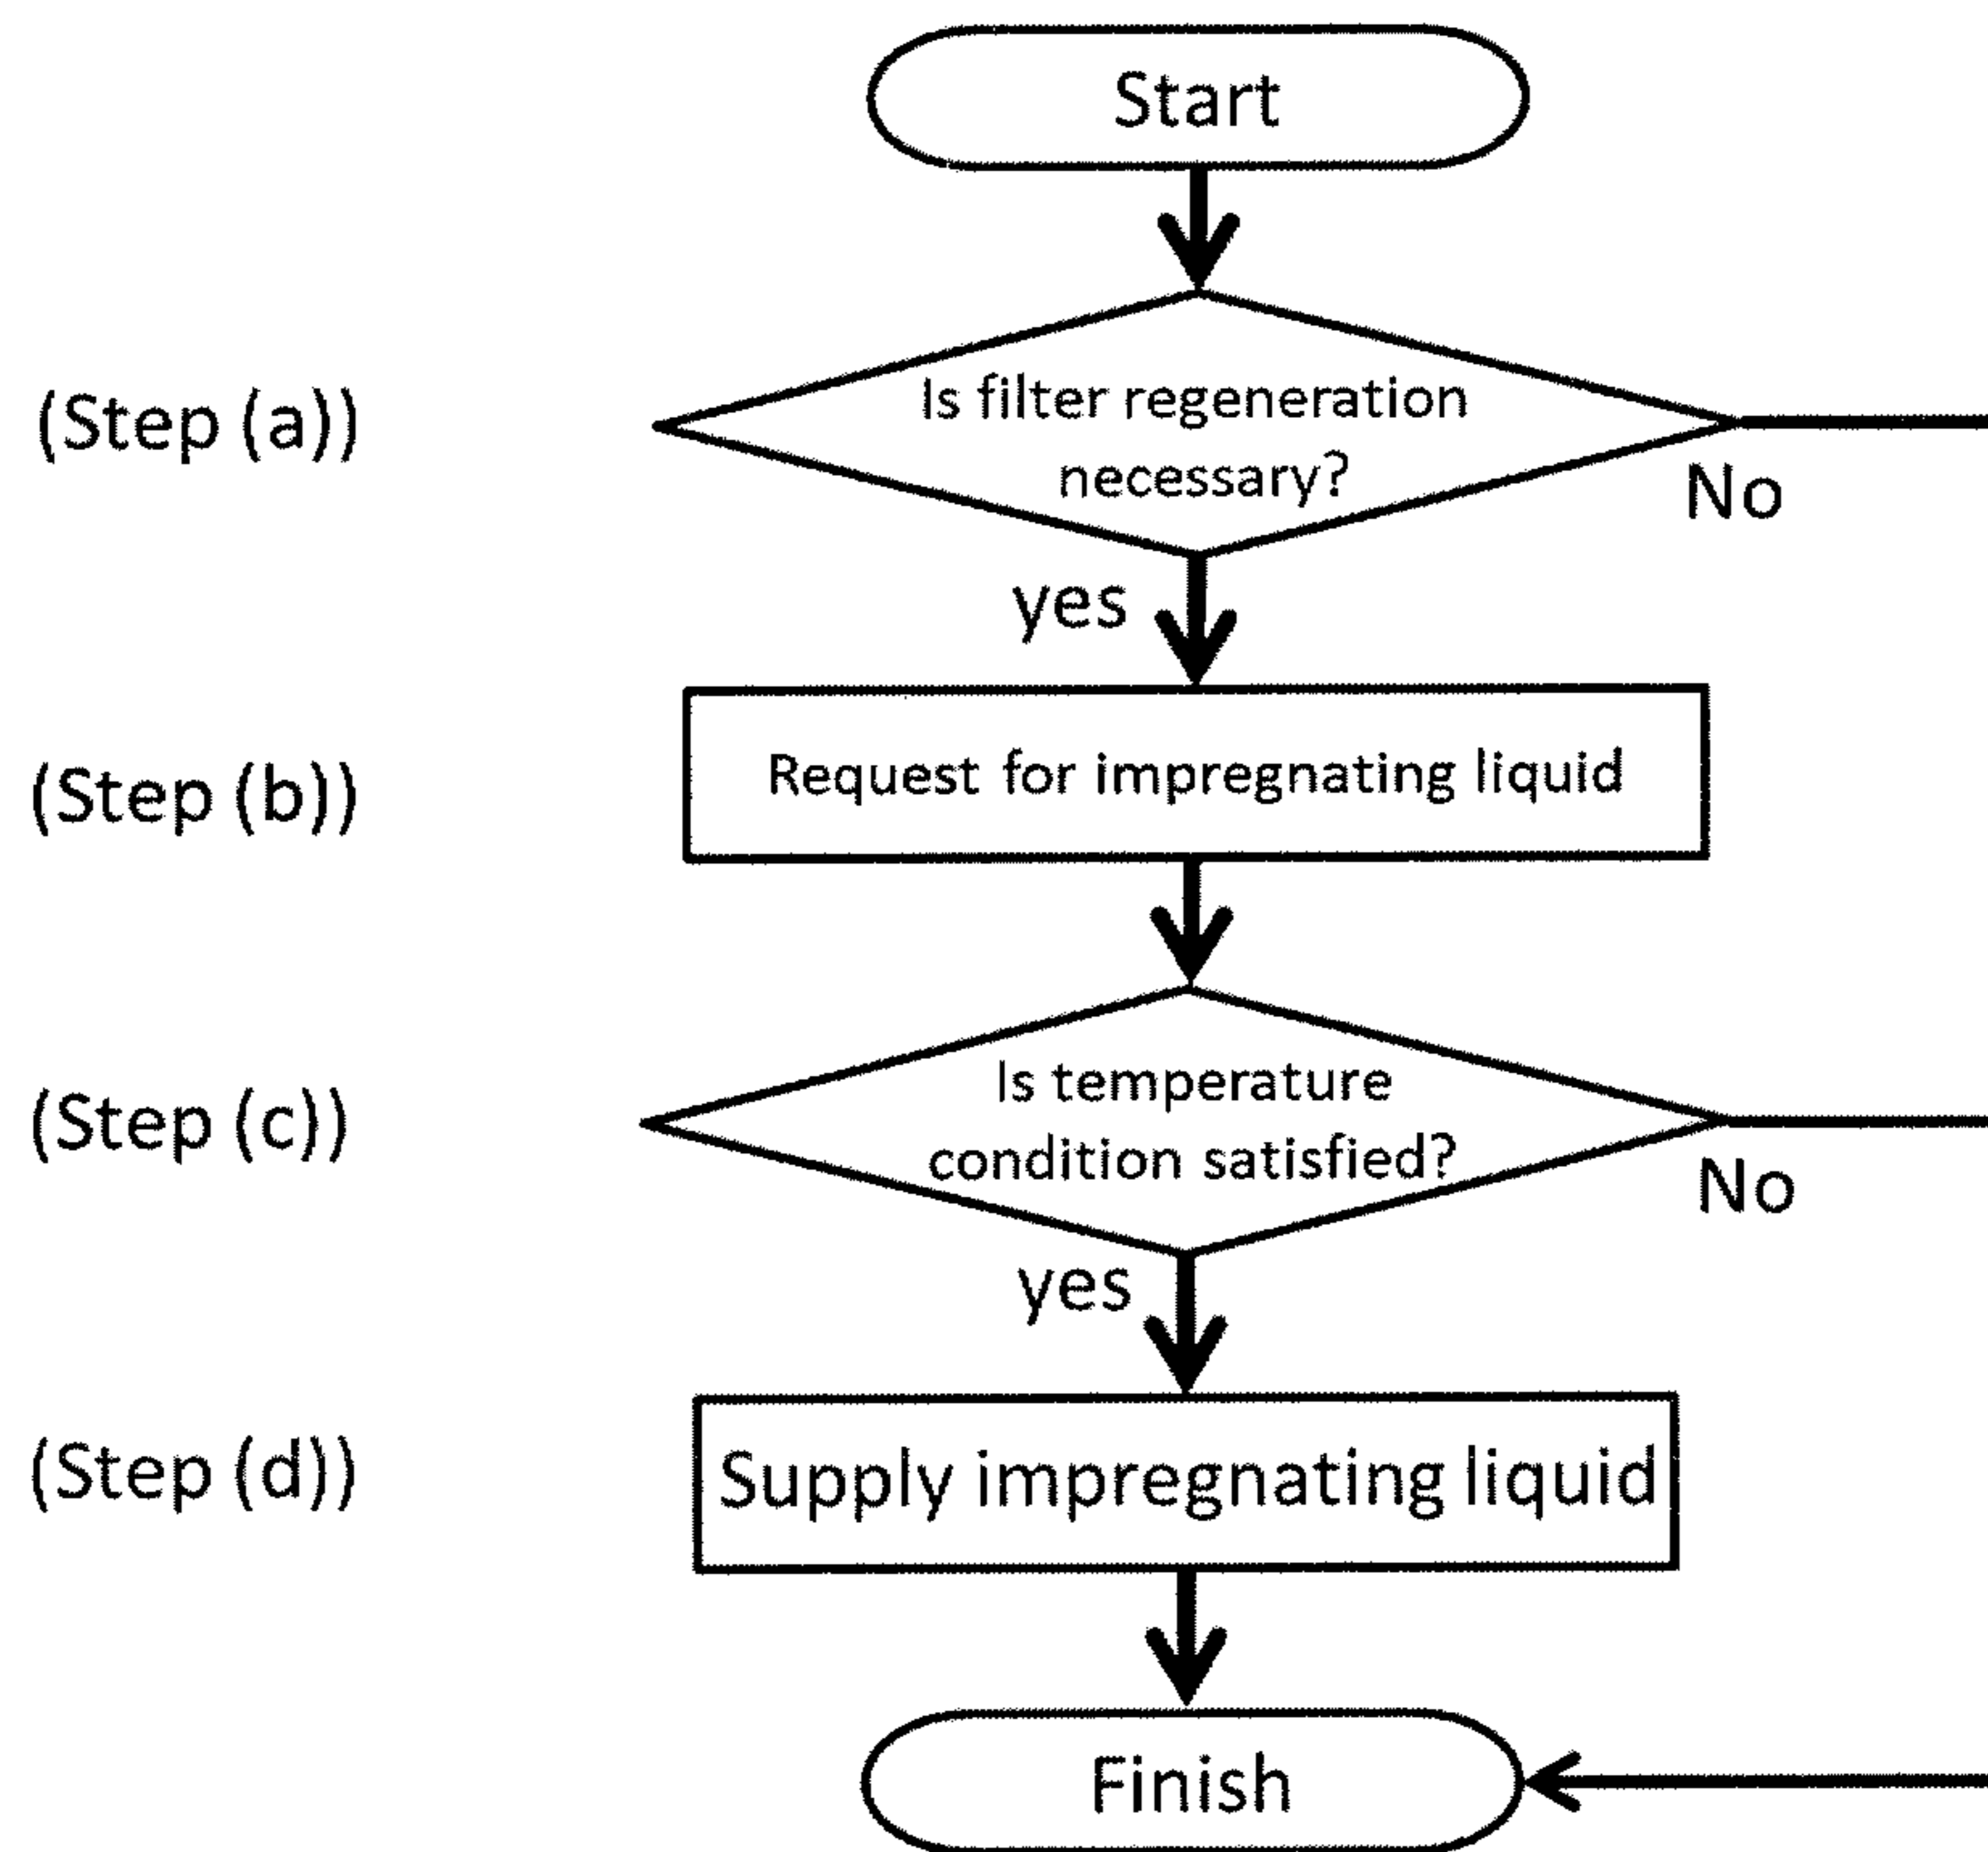 Start
(Step (a))
Is filter regeneration
necessary?
No
yes
(Step (b))
Request for impregnating liquid
(Step (c))
Is temperature
condition satisfied?
No
yes
(Step (d))
Supply impregnating liquid
Finish